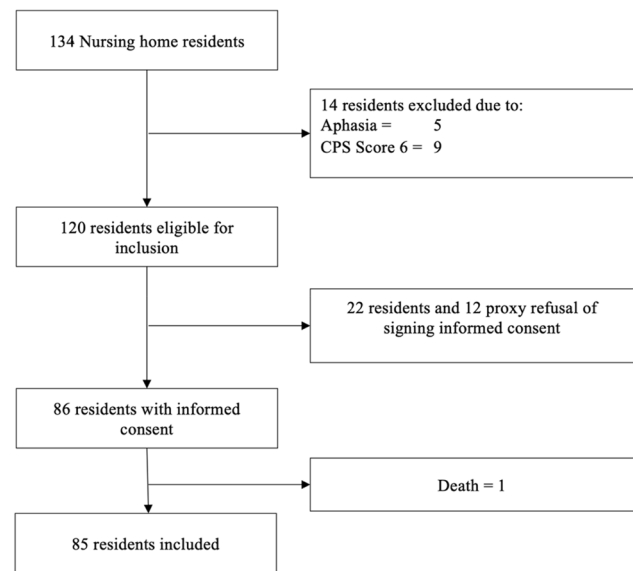 134 Nursing home residents
14 residents excluded due to:
Aphasia = 5
CPS Score 6 = 9
120 residents eligible for
inclusion
22 residents and 12 proxy refusal of
signing informed consent
86 residents with informed
consent
Death = 1
85 residents included